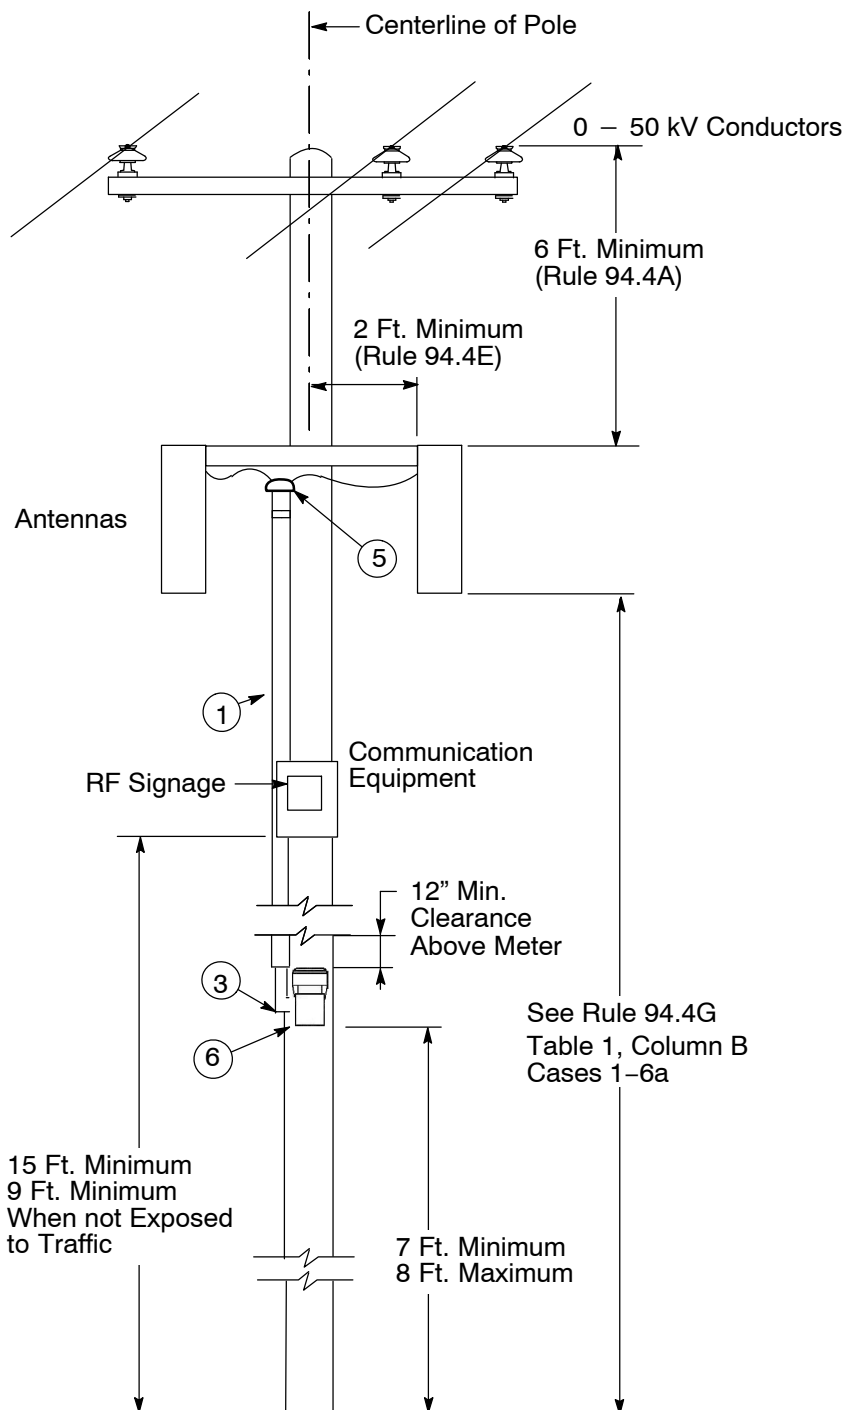 Centerline of Pole
0 – 50 kV Conductors
6 Ft. Minimum
(Rule 94.4A)
2 Ft. Minimum
(Rule 94.4E)
Antennas
5
1
Communication
Equipment
RF Signage
12” Min.
Clearance
Above Meter
3
6
See Rule 94.4G
Table 1, Column B
Cases 1–6a
15 Ft. Minimum
9 Ft. Minimum
When not Exposed
to Traffic
7 Ft. Minimum
8 Ft. Maximum